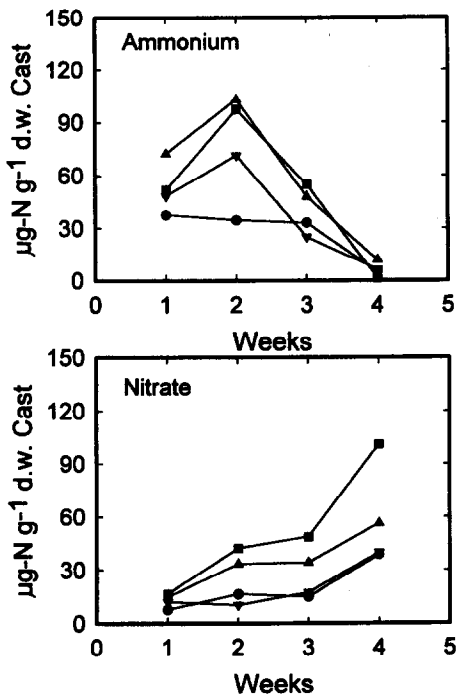 150
Ammonium
120
90
60
30
0
µg-N g⁻¹ d.w. Cast
0 1 2 3 4 5
Weeks
150
Nitrate
120
90
60
30
0
µg-N g⁻¹ d.w. Cast
0 1 2 3 4 5
Weeks